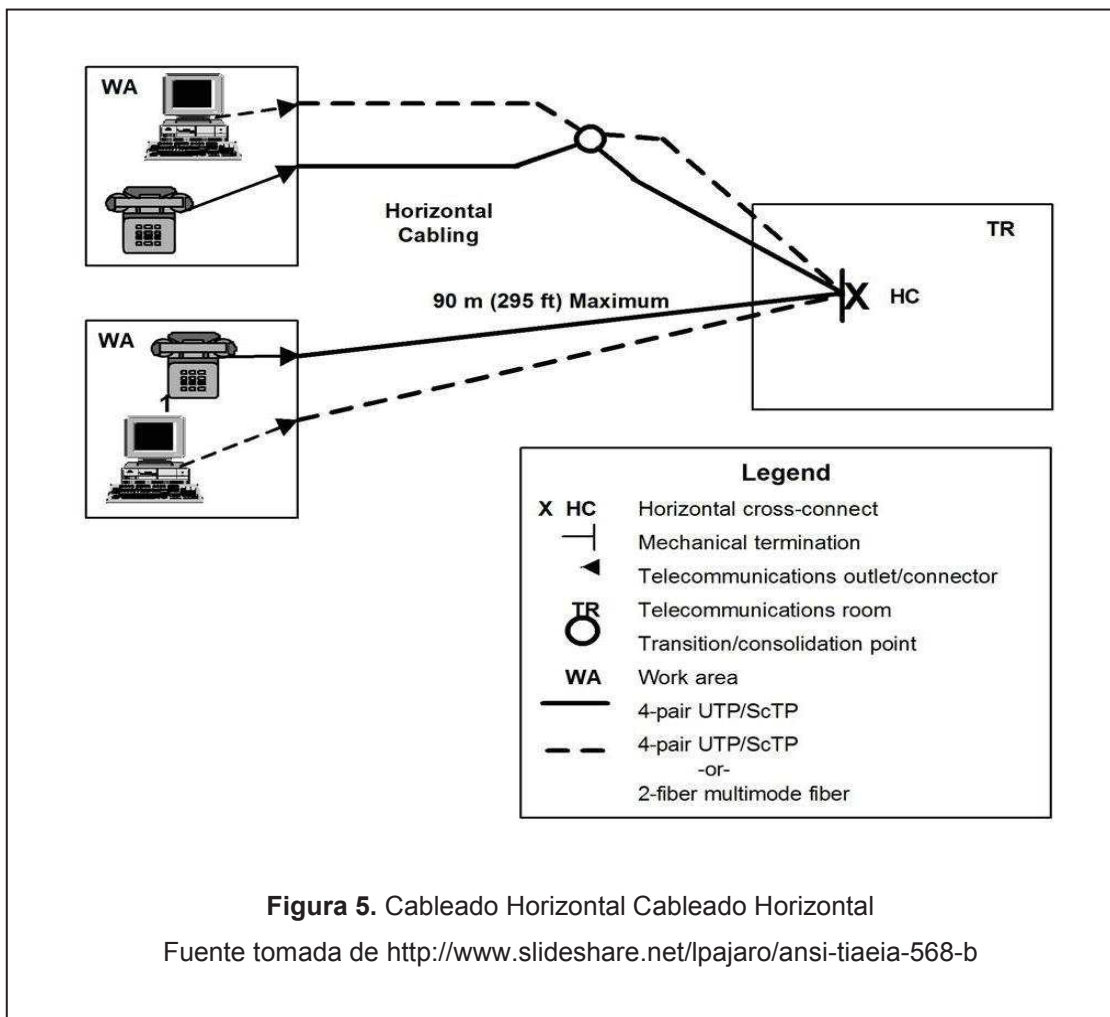 WA
Horizontal
Cabling
TR
HC
X
90 m (295 ft) Maximum
WA
Legend
X HC Horizontal cross-connect
Mechanical termination
Telecommunications outlet/connector
TR Telecommunications room
Transition/consolidation point
WA Work area
4-pair UTP/ScTP
4-pair UTP/ScTP
-or-
2-fiber multimode fiber
Figura 5. Cableado Horizontal Cableado Horizontal
Fuente tomada de http://www.slideshare.net/lpajaro/ansi-tiaeia-568-b